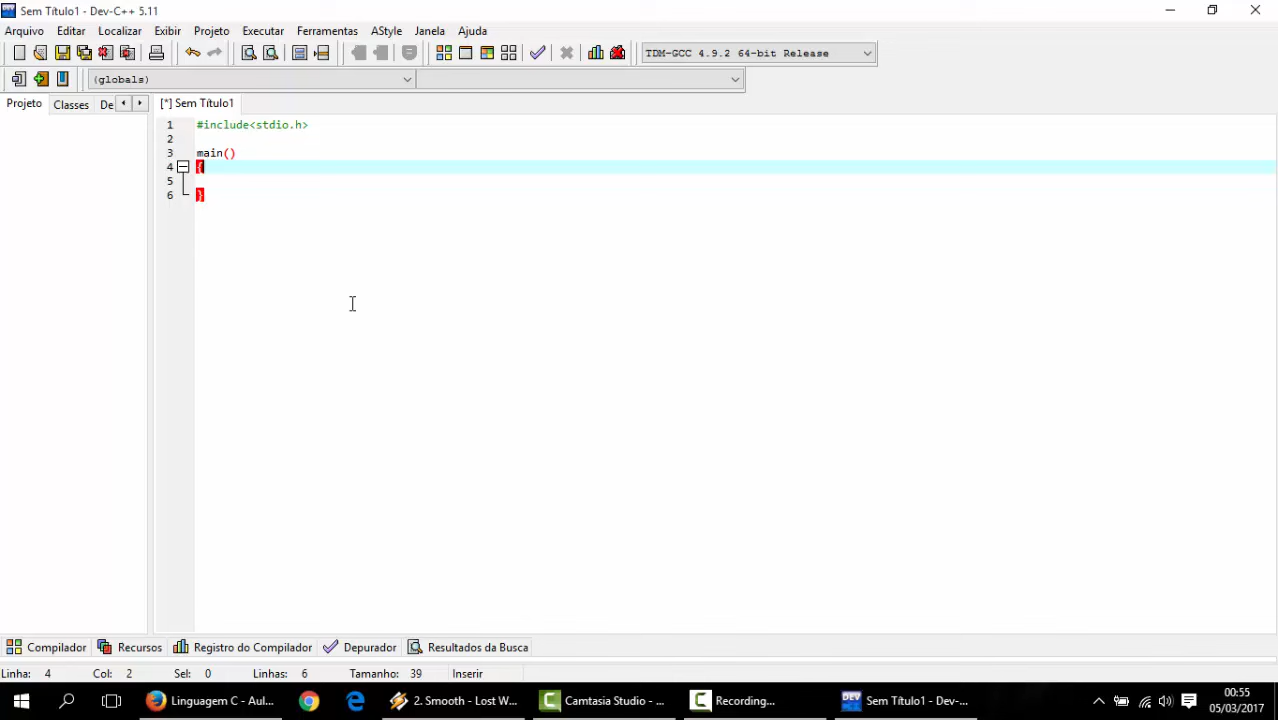 Sem Título1 - Dev-C++ 5.11
Arquivo Editar Localizar Exibir Projeto Executar Ferramentas AStyle Janela Ajuda
TDM-GCC 4.9.2 64-bit Release
(globals)
Projeto Classes De [*] Sem Título1
1 #include<stdio.h>
2
3 main()
4 {
5
6 }
Compilador Recursos Registro do Compilador Depurador Resultados da Busca
Linha: 4 Col: 2 Sel: 0 Linhas: 6 Tamanho: 39 Inserir
Linguagem C - Aul... 2. Smooth - Lost W... Camtasia Studio - ... Recording... DEV Sem Título1 - Dev-... 00:55
05/03/2017